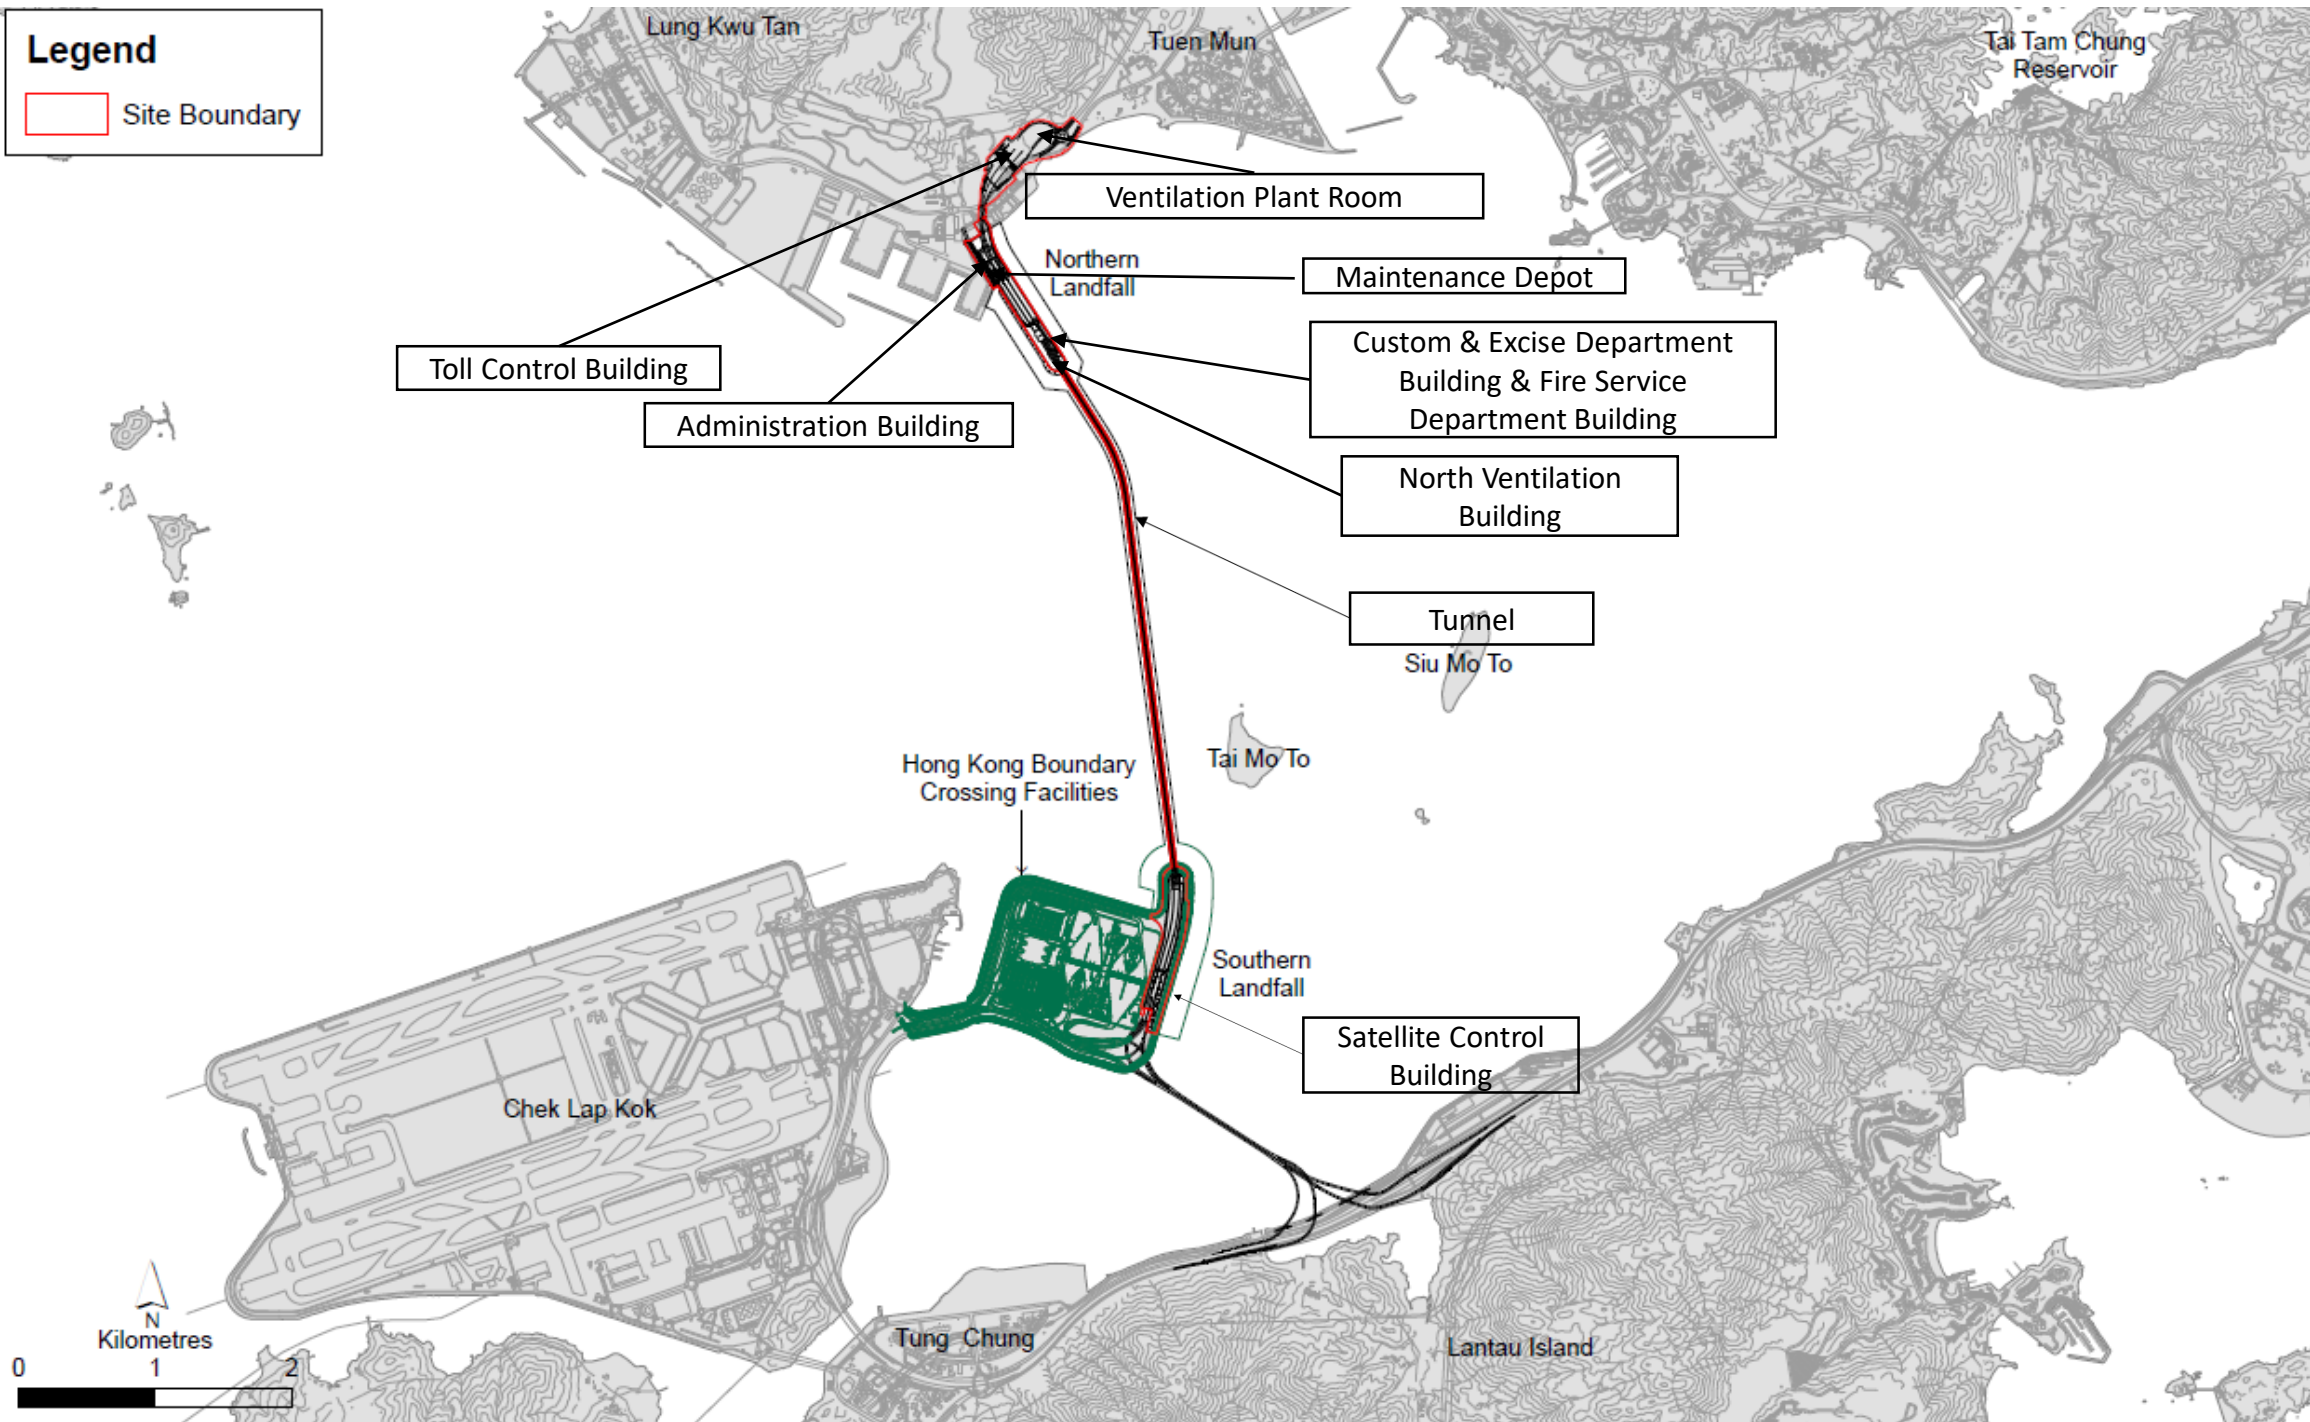 Legend
Site Boundary
Lung Kwu Tan
Tuen Mun
Tai Tam Chung
Reservoir
Ventilation Plant Room
Northern
Landfall
Maintenance Depot
Toll Control Building
Custom & Excise Department
Building & Fire Service
Department Building
Administration Building
North Ventilation
Building
Tunnel
Siu Mo To
Tai Mo To
Hong Kong Boundary
Crossing Facilities
Southern
Landfall
Satellite Control
Building
Chek Lap Kok
N
Kilometres
0 1 2
Tung Chung
Lantau Island